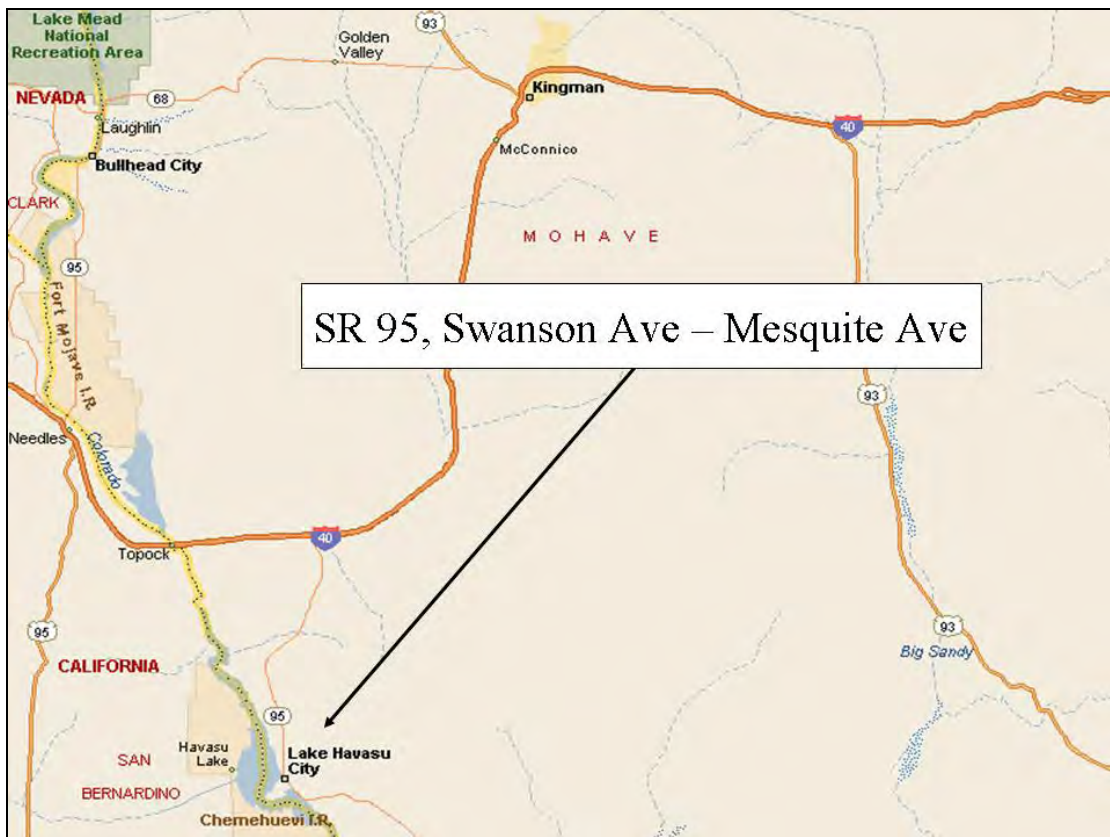 Lake Mead
National
Recreation Area
93
Golden
Valley
Kingman
NEVADA
68
Laughlin
40
McConnico
Bullhead City
CLARK
MOHAVE
95
Fort Mojave I.R.
SR 95, Swanson Ave – Mesquite Ave
93
Needles
Colorado
40
Topock
95
93
Big Sandy
CALIFORNIA
95
Havasu
Lake
Lake Havasu
City
SAN
BERNARDINO
Chemehuevi I.R.